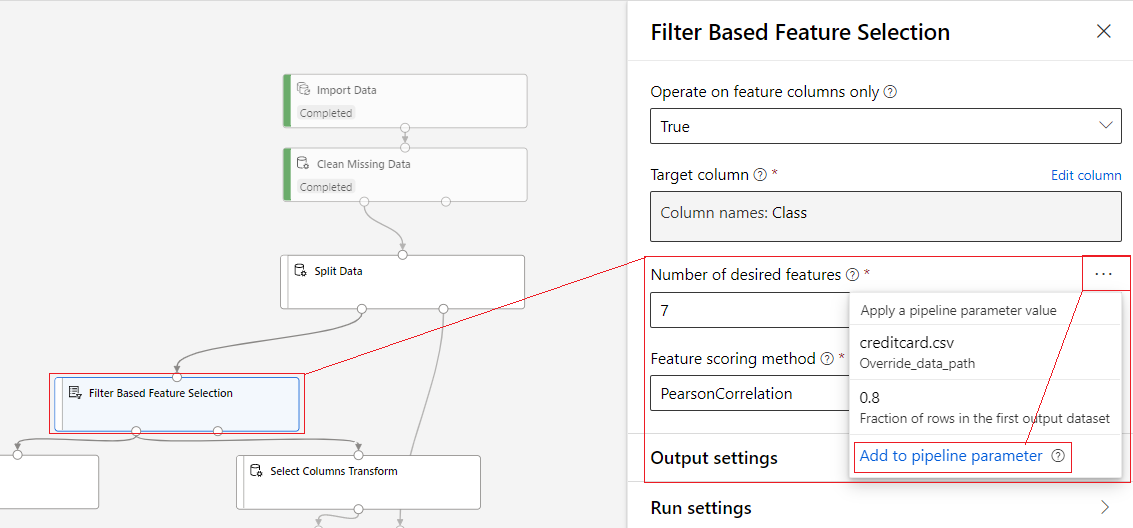 Import Data
Completed
Clean Missing Data
Completed
Split Data
Filter Based Feature Selection
Select Columns Transform
Filter Based Feature Selection
Operate on feature columns only
True
Target column *
Edit column
Column names: Class
Number of desired features *
...
7
Feature scoring method *
PearsonCorrelation
Apply a pipeline parameter value
creditcard.csv
Override_data_path
0.8
Fraction of rows in the first output dataset
Add to pipeline parameter
Output settings
Run settings